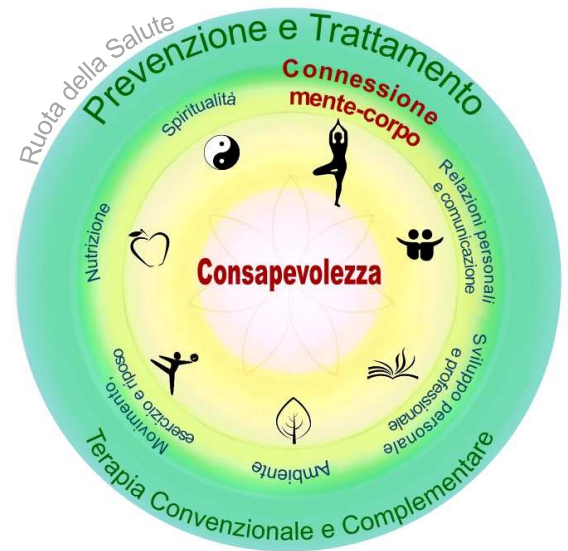 Ruota della Salute
Prevenzione e Trattamento
Connessione
mente-corpo
Spiritualità
Relazioni personali
e comunicazione
Nutrizione
Consapevolezza
Sviluppo personale
e professionale
Movimento,
esercizio e riposo
Ambiente
Terapia Convenzionale e Complementare